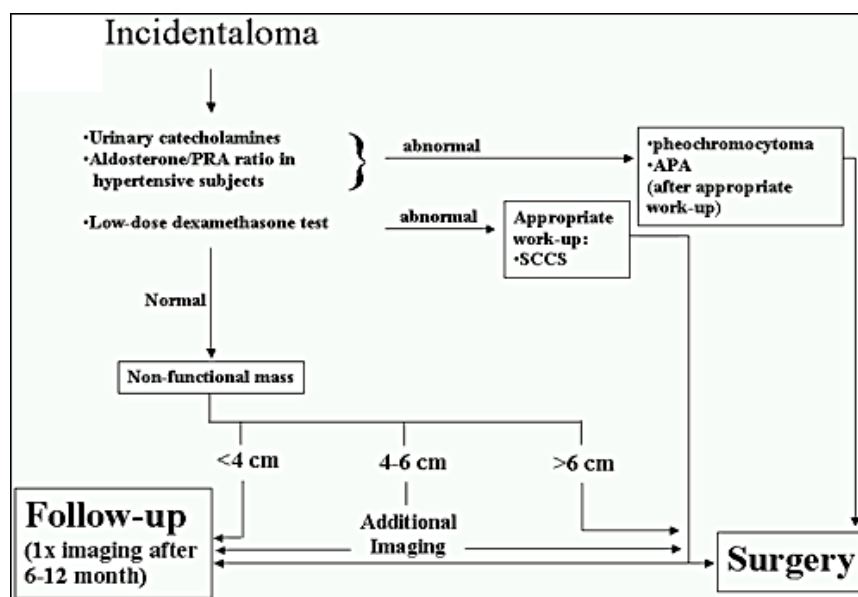 Incidentaloma
•Urinary catecholamines
•Aldosterone/PRA ratio in
hypertensive subjects
abnormal
•pheochromocytoma
•APA
(after appropriate
work-up)
•Low-dose dexamethasone test
abnormal
Appropriate
work-up:
•SCCS
Normal
Non-functional mass
<4 cm
4-6 cm
>6 cm
Follow-up
(1x imaging after
6-12 month)
Additional
Imaging
Surgery